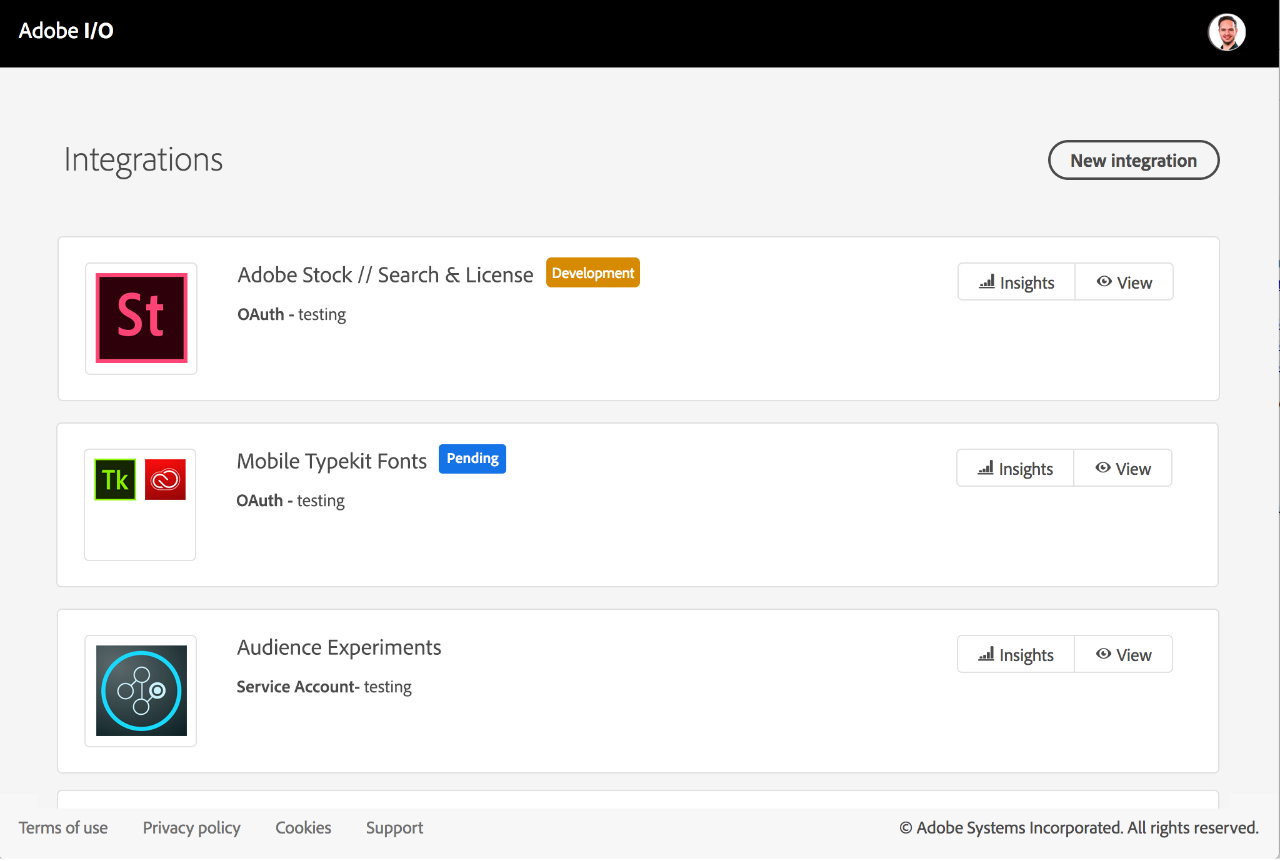 Adobe I/O
Integrations
New integration
St
Adobe Stock // Search & License
Development
Insights
View
OAuth - testing
Tk
Mobile Typekit Fonts
Pending
Insights
View
OAuth - testing
Audience Experiments
Insights
View
Service Account- testing
Terms of use
Privacy policy
Cookies
Support
© Adobe Systems Incorporated. All rights reserved.